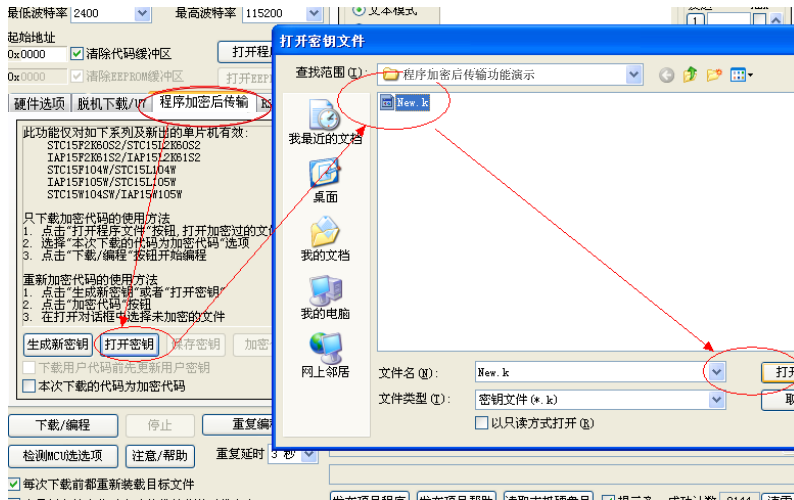 最低波特率 2400 最高波特率 115200 文本模式
起始地址
0x0000 清除代码缓冲区 打开程
0x0000 清除EEPROM缓冲区 打开EEP
硬件选项 脱机下载/U7 程序加密后传输
此功能仅对如下系列及新出的单片机有效:
STC15F2K60S2/STC15L2K60S2
IAP15F2K61S2/IAP15L2K61S2
STC15F104W/STC15L104W
IAP15F105W/STC15L105W
STC15W104SW/IAP15W105W
只下载加密代码的使用方法
1. 点击"打开程序文件"按钮,打开加密过的文
2. 选择"本次下载的代码为加密代码"选项
3. 点击"下载/编程"按钮开始编程
重新加密代码的使用方法
1. 点击"生成新密钥"或者"打开密钥"
2. 点击"加密代码"按钮
3. 在打开对话框中选择未加密的文件
生成新密钥 打开密钥 保存密钥 加密
下载用户代码前先更新用户密钥
本次下载的代码为加密代码
下载/编程 停止 重复编
检测MCU选选项 注意/帮助 重复延时 3 秒
每次下载前都重新装载目标文件
打开密钥文件
查找范围(I): 程序加密后传输功能演示
New.k
我最近的文档
桌面
我的文档
我的电脑
网上邻居
文件名(N): New.k 打开
文件类型(T): 密钥文件(*.k) 取
以只读方式打开(R)